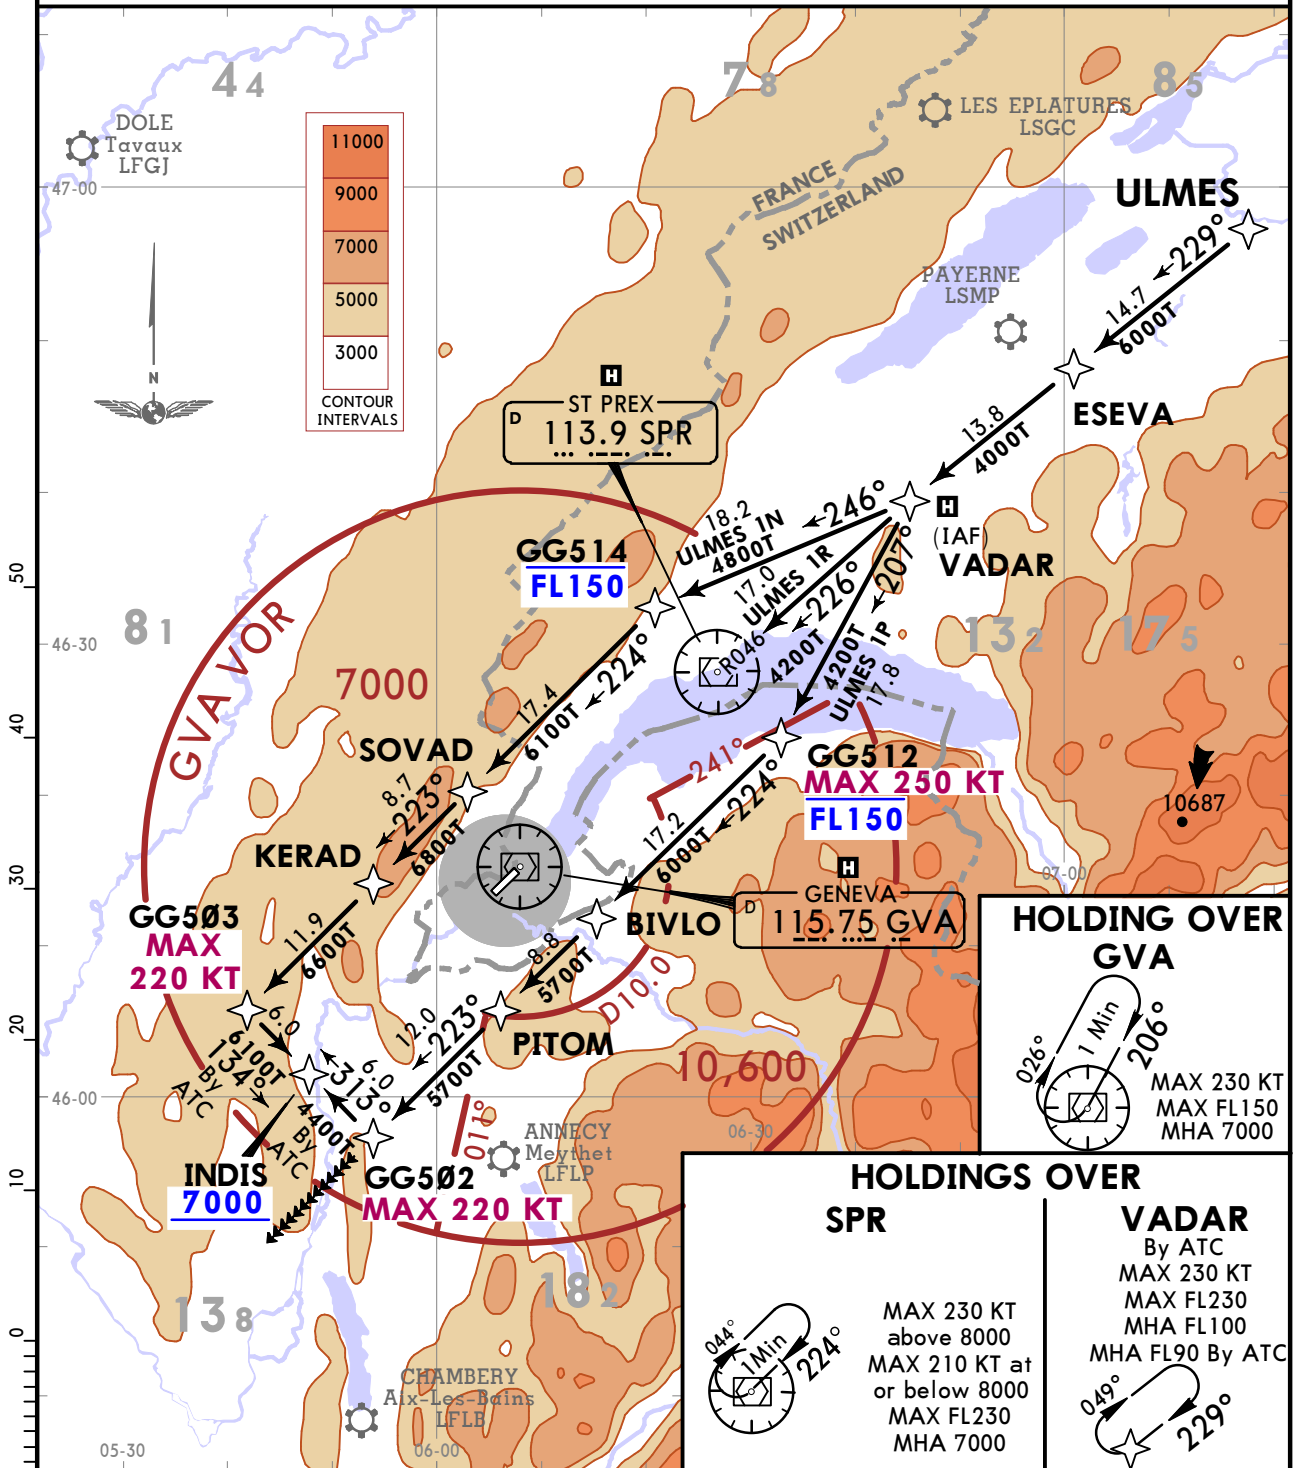 4 4
7 8
8 5
DOLE
Tavaux
LFGJ
LES EPLATURES
LSGC
11000
9000
7000
5000
3000
CONTOUR
INTERVALS
47-00
FRANCE
SWITZERLAND
ULMES
229°
14.7
6000T
PAYERNE
LSMP
N
ESEVA
13.8
4000T
H
ST PREX
D
113.9 SPR
H
(IAF)
VADAR
246°
18.2
ULMES 1N
4800T
17.0
ULMES 1R
226°
4200T
R046
207°
4200T
ULMES 1P
17.8
GG514
FL150
50
8 1
46-30
13 2
17 5
GVA VOR
7000
224°
17.4
6100T
40
SOVAD
241°
GG512
MAX 250 KT
FL150
10687
8.7
223°
6800T
224°
17.2
6000T
KERAD
07-00
H
GENEVA
D
115.75 GVA
30
GG503
MAX
220 KT
11.9
6600T
BIVLO
8.8
5700T
D10.0
HOLDING OVER
GVA
1 Min
026°
206°
MAX 230 KT
MAX FL150
MHA 7000
20
6.0
6100T
134°
By
ATC
12.0
223°
5700T
PITOM
10,600
6.0
313°
4400T
By
ATC
46-00
011°
ANNECY
Meythet
LFLP
06-30
10
INDIS
7000
GG502
MAX 220 KT
HOLDINGS OVER
SPR
044°
1Min
224°
MAX 230 KT
above 8000
MAX 210 KT at
or below 8000
MAX FL230
MHA 7000
VADAR
By ATC
MAX 230 KT
MAX FL230
MHA FL100
MHA FL90 By ATC
049°
229°
13 8
18 2
0
CHAMBERY
Aix-Les-Bains
LFLB
05-30
06-00